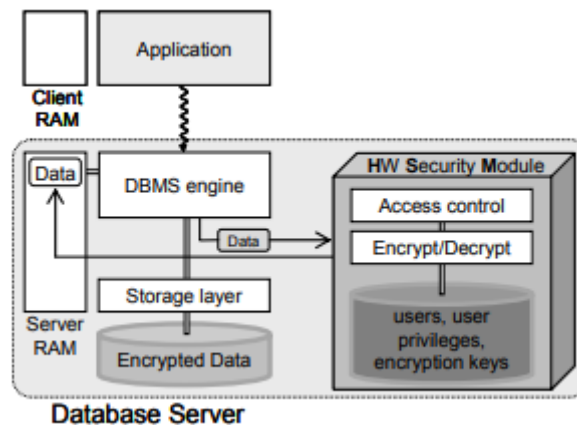 Application
Client
RAM
Data
DBMS engine
HW Security Module
Access control
Data
Encrypt/Decrypt
Storage layer
Server
RAM
Encrypted Data
users, user
privileges,
encryption keys
Database Server